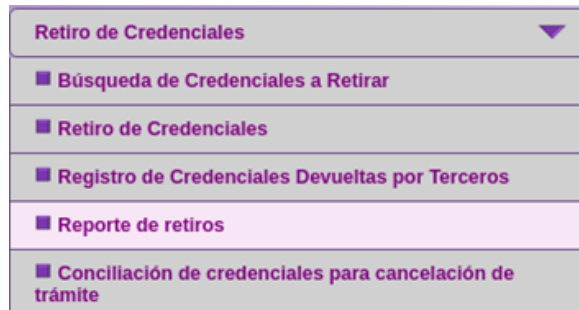 Retiro de Credenciales
Búsqueda de Credenciales a Retirar
Retiro de Credenciales
Registro de Credenciales Devueltas por Terceros
Reporte de retiros
Conciliación de credenciales para cancelación de
trámite